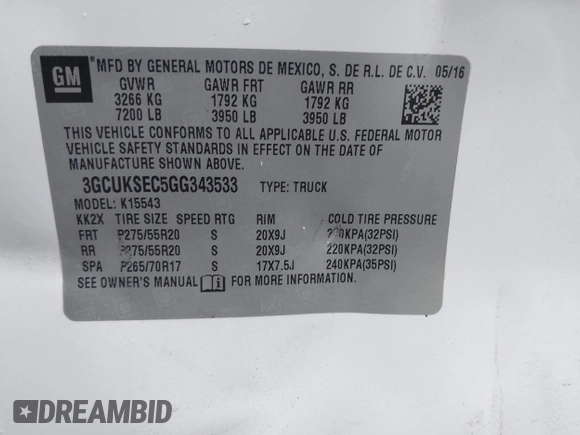 GM
*MFD BY GENERAL MOTORS DE MEXICO, S. DE R.L. DE C.V. 05/16
GVWR GAWR FRT GAWR RR
3266 KG 1792 KG 1792 KG
7200 LB 3950 LB 3950 LB
THIS VEHICLE CONFORMS TO ALL APPLICABLE U.S. FEDERAL MOTOR
VEHICLE SAFETY STANDARDS IN EFFECT ON THE DATE OF
MANUFACTURE SHOWN ABOVE.
3GCUKSEC5GG343533 TYPE: TRUCK
MODEL: K15543
KK2X TIRE SIZE SPEED RTG RIM COLD TIRE PRESSURE
FRT P275/55R20 S 20X9J 220KPA(32PSI)
RR P275/55R20 S 20X9J 220KPA(32PSI)
SPA P265/70R17 S 17X7.5J 240KPA(35PSI)
SEE OWNER'S MANUAL FOR MORE INFORMATION.
DREAMBID